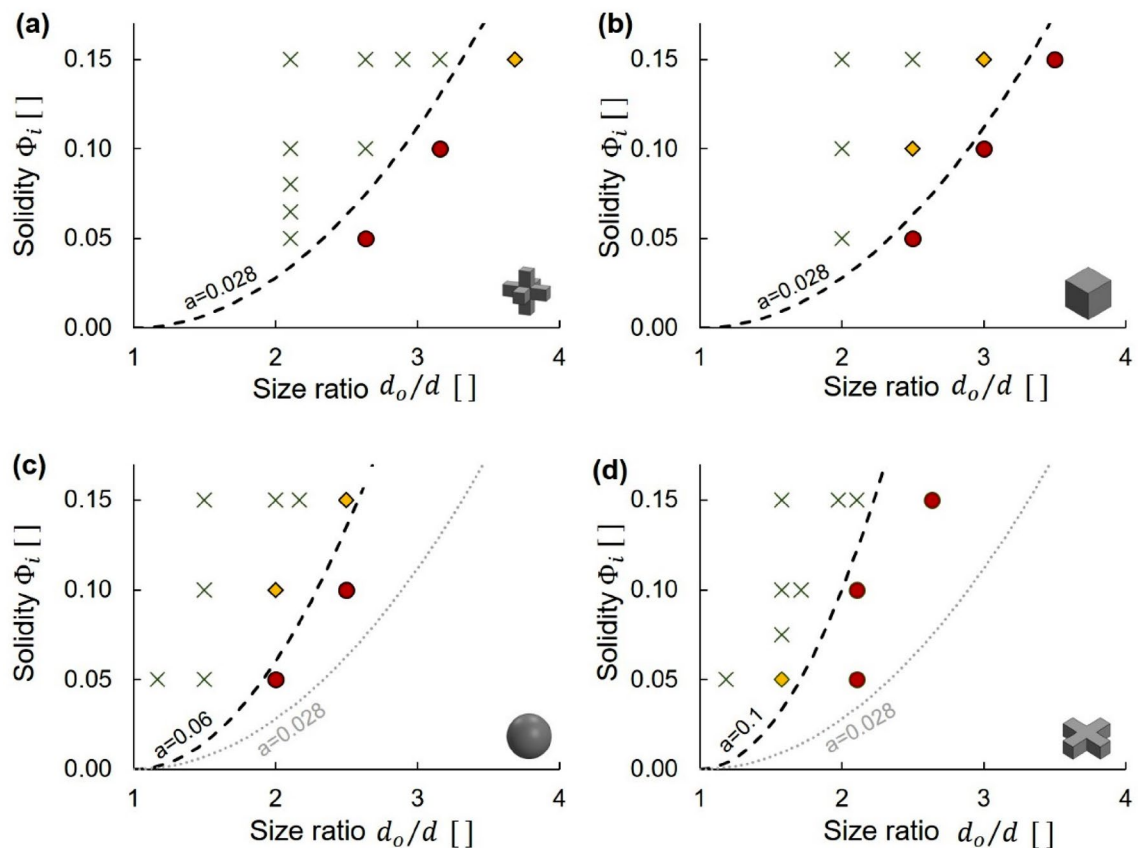 (a)
0.15
0.10
0.05
0.00
Solidity Φᵢ [ ]
a=0.028
1 2 3 4
Size ratio dₒ/d [ ]
(b)
0.15
0.10
0.05
0.00
Solidity Φᵢ [ ]
a=0.028
1 2 3 4
Size ratio dₒ/d [ ]
(c)
0.15
0.10
0.05
0.00
Solidity Φᵢ [ ]
a=0.06
a=0.028
1 2 3 4
Size ratio dₒ/d [ ]
(d)
0.15
0.10
0.05
0.00
Solidity Φᵢ [ ]
a=0.1
a=0.028
1 2 3 4
Size ratio dₒ/d [ ]